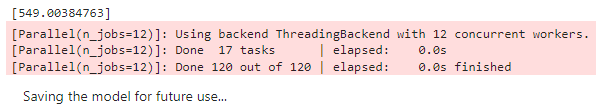 [549.00384763]
[Parallel(n_jobs=12)]: Using backend ThreadingBackend with 12 concurrent workers.
[Parallel(n_jobs=12)]: Done  17 tasks      | elapsed:    0.0s
[Parallel(n_jobs=12)]: Done 120 out of 120 | elapsed:    0.0s finished
Saving the model for future use...